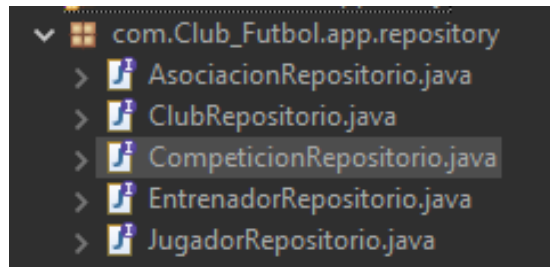 com.Club_Futbol.app.repository
AsociacionRepositorio.java
ClubRepositorio.java
CompeticionRepositorio.java
EntrenadorRepositorio.java
JugadorRepositorio.java